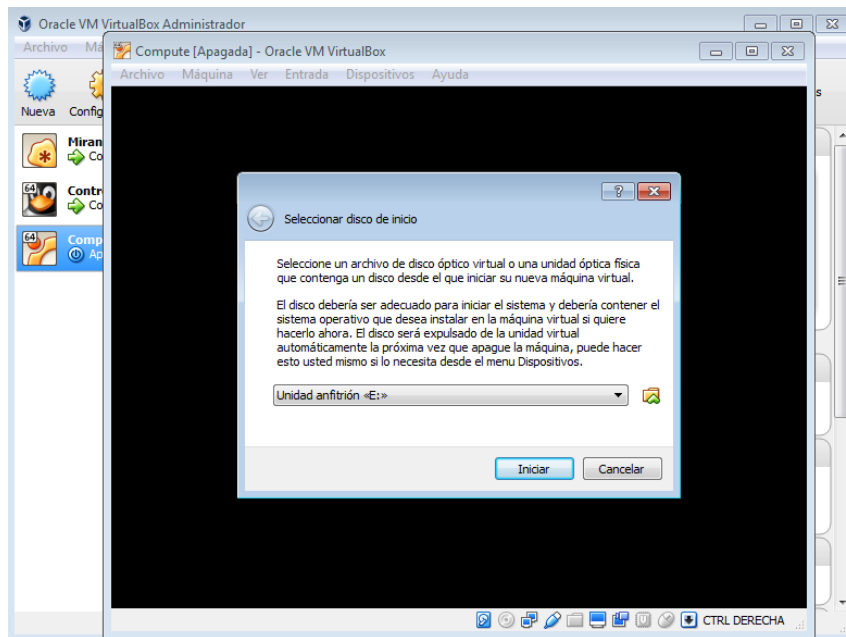 Oracle VM VirtualBox Administrador
Archivo Má
Nueva Config
Miran
Co
64
Contr
Co
64
Comp
Ap
s
Compute [Apagada] - Oracle VM VirtualBox
Archivo Máquina Ver Entrada Dispositivos Ayuda
Seleccionar disco de inicio
Seleccione un archivo de disco óptico virtual o una unidad óptica física
que contenga un disco desde el que iniciar su nueva máquina virtual.
El disco debería ser adecuado para iniciar el sistema y debería contener el
sistema operativo que desea instalar en la máquina virtual si quiere
hacerlo ahora. El disco será expulsado de la unidad virtual
automáticamente la próxima vez que apague la máquina, puede hacer
esto usted mismo si lo necesita desde el menu Dispositivos.
Unidad anfitrión «E:»
Iniciar Cancelar
CTRL DERECHA